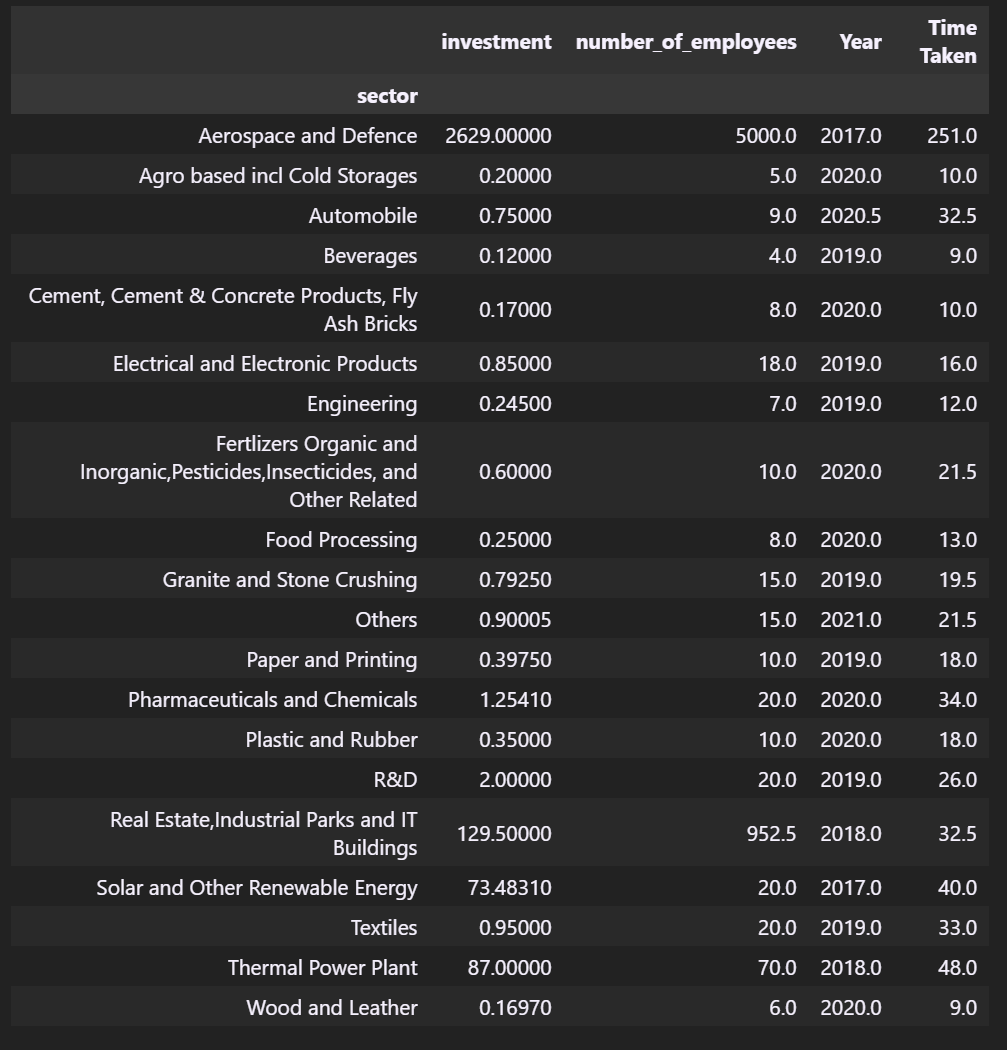 investment number_of_employees Year Time Taken
sector
Aerospace and Defence 2629.00000 5000.0 2017.0 251.0
Agro based incl Cold Storages 0.20000 5.0 2020.0 10.0
Automobile 0.75000 9.0 2020.5 32.5
Beverages 0.12000 4.0 2019.0 9.0
Cement, Cement & Concrete Products, Fly
Ash Bricks 0.17000 8.0 2020.0 10.0
Electrical and Electronic Products 0.85000 18.0 2019.0 16.0
Engineering 0.24500 7.0 2019.0 12.0
Fertlizers Organic and
Inorganic,Pesticides,Insecticides, and 0.60000 10.0 2020.0 21.5
Other Related
Food Processing 0.25000 8.0 2020.0 13.0
Granite and Stone Crushing 0.79250 15.0 2019.0 19.5
Others 0.90005 15.0 2021.0 21.5
Paper and Printing 0.39750 10.0 2019.0 18.0
Pharmaceuticals and Chemicals 1.25410 20.0 2020.0 34.0
Plastic and Rubber 0.35000 10.0 2020.0 18.0
R&D 2.00000 20.0 2019.0 26.0
Real Estate,Industrial Parks and IT
Buildings 129.50000 952.5 2018.0 32.5
Solar and Other Renewable Energy 73.48310 20.0 2017.0 40.0
Textiles 0.95000 20.0 2019.0 33.0
Thermal Power Plant 87.00000 70.0 2018.0 48.0
Wood and Leather 0.16970 6.0 2020.0 9.0